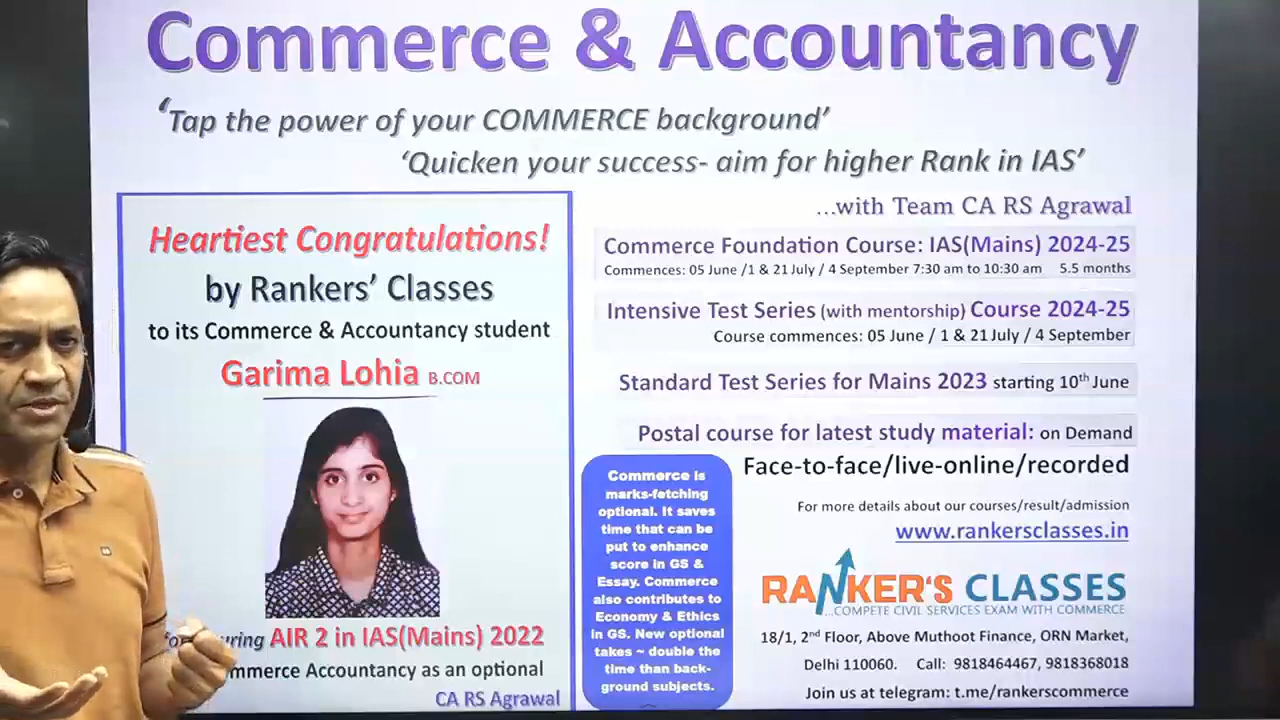 Commerce & Accountancy
‘Tap the power of your COMMERCE background’
‘Quicken your success- aim for higher Rank in IAS’
Heartiest Congratulations!
by Rankers’ Classes
to its Commerce & Accountancy student
Garima Lohia B.COM
AIR 2 in IAS(Mains) 2022
Accountancy as an optional
CA RS Agrawal
...with Team CA RS Agrawal
Commerce Foundation Course: IAS(Mains) 2024-25
Commences: 05 June /1 & 21 July / 4 September 7:30 am to 10:30 am 5.5 months
Intensive Test Series (with mentorship) Course 2024-25
Course commences: 05 June / 1 & 21 July / 4 September
Standard Test Series for Mains 2023 starting 10th June
Postal course for latest study material: on Demand
Commerce is
marks-fetching
optional. It saves
time that can be
put to enhance
score in GS &
Essay. Commerce
also contributes to
Economy & Ethics
in GS. New optional
takes ~ double the
time than back-
ground subjects.
Face-to-face/live-online/recorded
For more details about our courses/result/admission
www.rankersclasses.in
RANKER'S CLASSES
...COMPETE CIVIL SERVICES EXAM WITH COMMERCE
18/1, 2nd Floor, Above Muthoot Finance, ORN Market,
Delhi 110060. Call: 9818464467, 9818368018
Join us at telegram: t.me/rankerscommerce